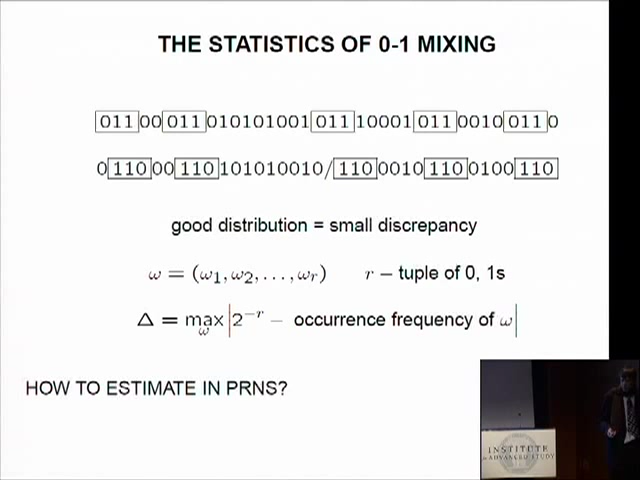 THE STATISTICS OF 0-1 MIXING
011 00 011 010101001 011 10001 011 0010 011 0
0 110 00 110 101010010/ 110 0010 110 0100 110
good distribution = small discrepancy
ω = (ω₁, ω₂, . . . , ωᵣ) r – tuple of 0, 1s
Δ = max_ω |2⁻ʳ – occurrence frequency of ω|
HOW TO ESTIMATE IN PRNS?
INSTITUTE
for ADVANCED STUDY